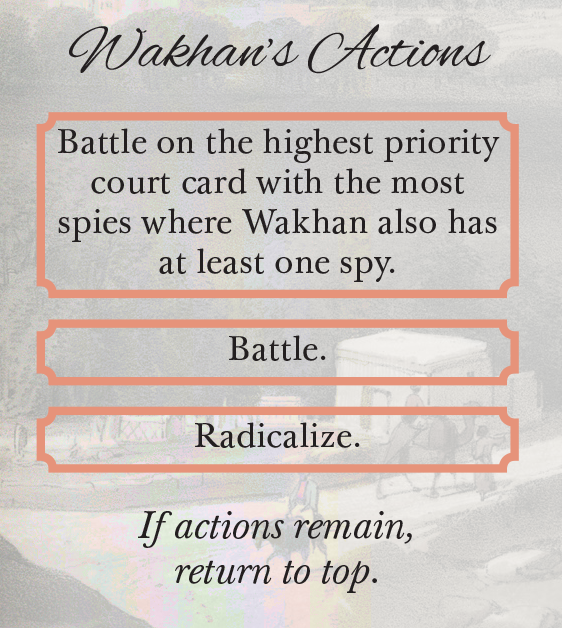 Wakhan's Actions
Battle on the highest priority
court card with the most
spies where Wakhan also has
at least one spy.
Battle.
Radicalize.
If actions remain,
return to top.